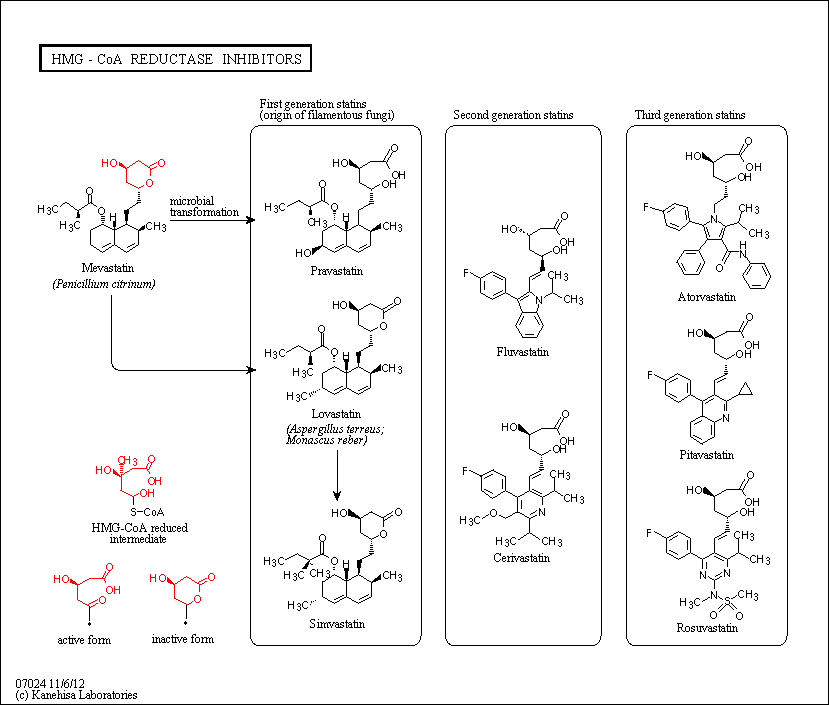 HMG - CoA REDUCTASE INHIBITORS
First generation statins
(origin of filamentous fungi)
Second generation statins
Third generation statins
HO
O
O
O
O
H3C
CH3
H
CH3
Mevastatin
(Penicillium citrinum)
microbial
transformation
HO
O
OH
OH
O
O
H3C
CH3
H
CH3
HO
Pravastatin
HO
O
O
O
O
H3C
CH3
H
CH3
H3C
Lovastatin
(Aspergillus terreus;
Monascus reber)
HO
O
O
O
O
H3C
H3C
CH3
H
CH3
CH3
Simvastatin
HO
O
OH
OH
F
CH3
N
CH3
Fluvastatin
HO
O
OH
OH
F
CH3
CH3
H3C
O
N
H3C
CH3
Cerivastatin
HO
O
OH
OH
F
N
CH3
CH3
O
H
N
Atorvastatin
HO
O
OH
OH
F
N
Pitavastatin
HO
O
OH
OH
F
CH3
CH3
N
N
N
H3C
S
CH3
O
O
Rosuvastatin
CH3
HO
O
OH
OH
S-CoA
HMG-CoA reduced
intermediate
HO
O
OH
O
active form
HO
O
O
inactive form
07024 11/6/12
(c) Kanehisa Laboratories